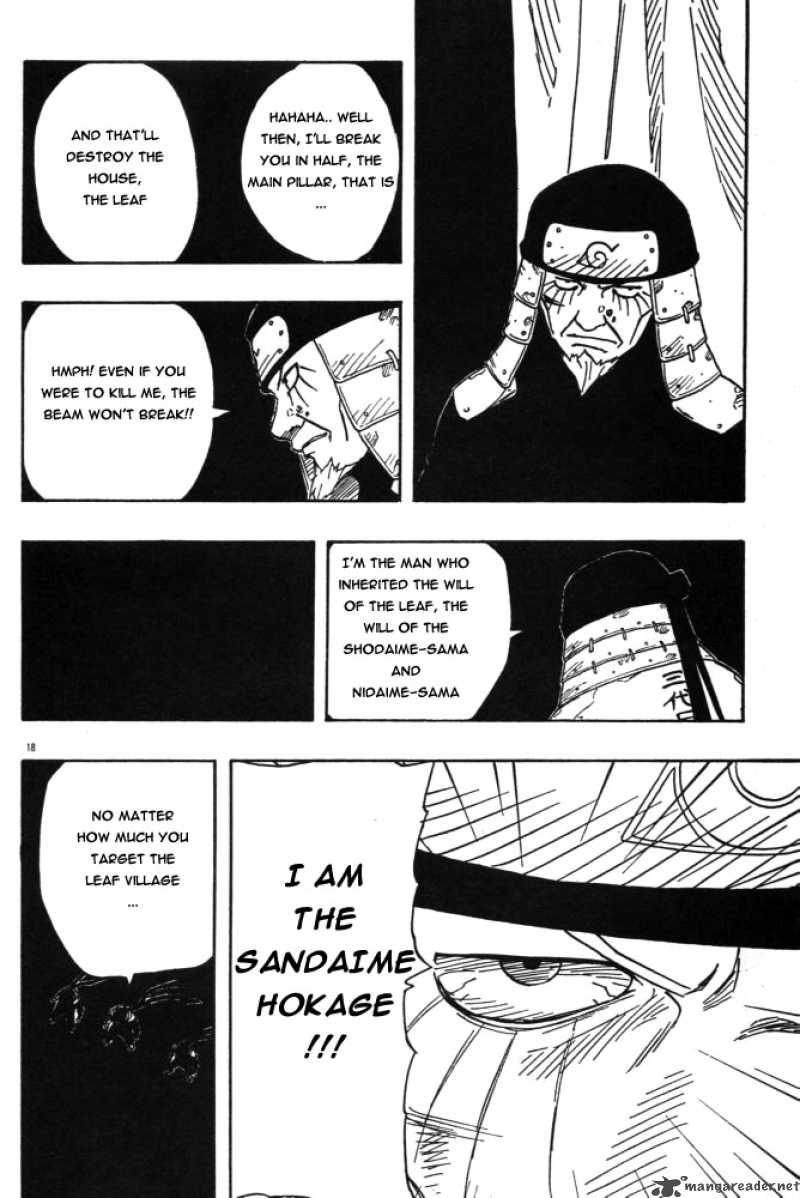 HAHAHA.. WELL
THEN, I'LL BREAK
YOU IN HALF, THE
MAIN PILLAR, THAT IS
...
AND THAT'LL
DESTROY THE
HOUSE,
THE LEAF
HMPH! EVEN IF YOU
WERE TO KILL ME, THE
BEAM WON'T BREAK!!
I'M THE MAN WHO
INHERITED THE WILL
OF THE LEAF, THE
WILL OF THE
SHODAIME-SAMA
AND
NIDAIME-SAMA
三代
18
I AM
THE
SANDAIME
HOKAGE
!!!
NO MATTER
HOW MUCH YOU
TARGET THE
LEAF VILLAGE
...
mangareader.net